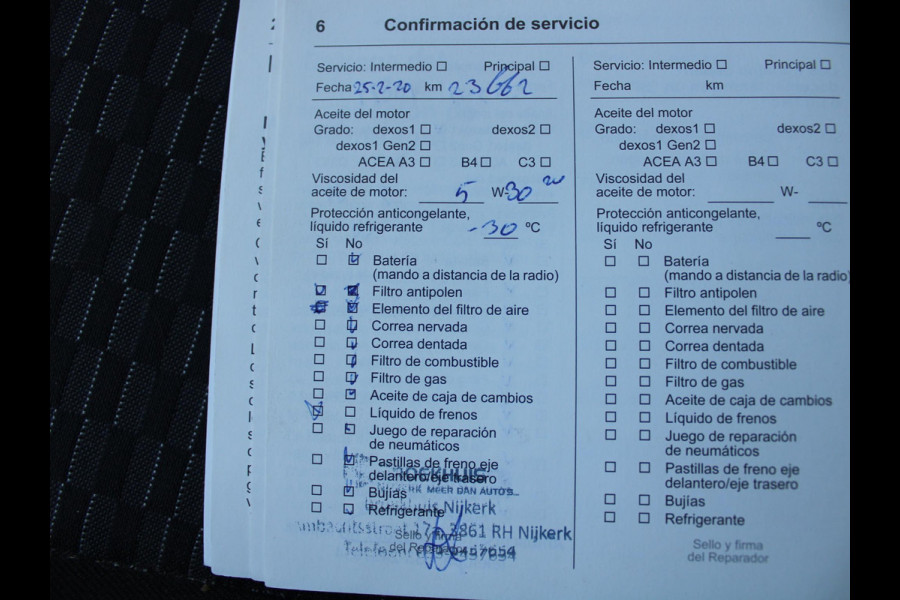 6 Confirmación de servicio
Servicio: Intermedio Principal
Fecha 25-2-20 km 23662
Aceite del motor
Grado: dexos1 dexos2
dexos1 Gen2
ACEA A3 B4 C3
Viscosidad del
aceite de motor: 5 W-30
Protección anticongelante,
líquido refrigerante -30 °C
Sí No
Batería
(mando a distancia de la radio)
Filtro antipolen
Elemento del filtro de aire
Correa nervada
Correa dentada
Filtro de combustible
Filtro de gas
Aceite de caja de cambios
Líquido de frenos
Juego de reparación
de neumáticos
Pastillas de freno eje
delantero/eje trasero
MEER DAN AUTO'S
Bujías
Nijkerk
Refrigerante
3861 RH Nijkerk
Sello y firma
Servicio: Intermedio Principal
Fecha km
Aceite del motor
Grado: dexos1 dexos2
dexos1 Gen2
ACEA A3 B4 C3
Viscosidad del
aceite de motor: W-
Protección anticongelante,
líquido refrigerante °C
Sí No
Batería
(mando a distancia de la radio)
Filtro antipolen
Elemento del filtro de aire
Correa nervada
Correa dentada
Filtro de combustible
Filtro de gas
Aceite de caja de cambios
Líquido de frenos
Juego de reparación
de neumáticos
Pastillas de freno eje
delantero/eje trasero
Bujías
Refrigerante
Sello y firma
del Reparador